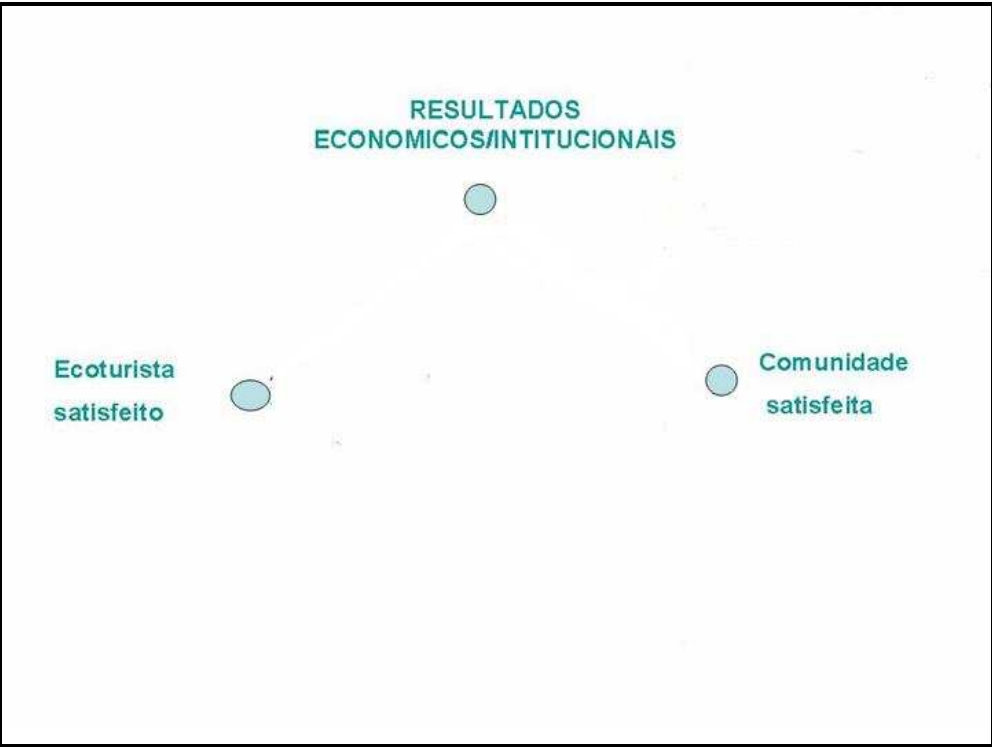 RESULTADOS
ECONOMICOS/INTITUCIONAIS
Ecoturista
satisfeito
Comunidade
satisfeita